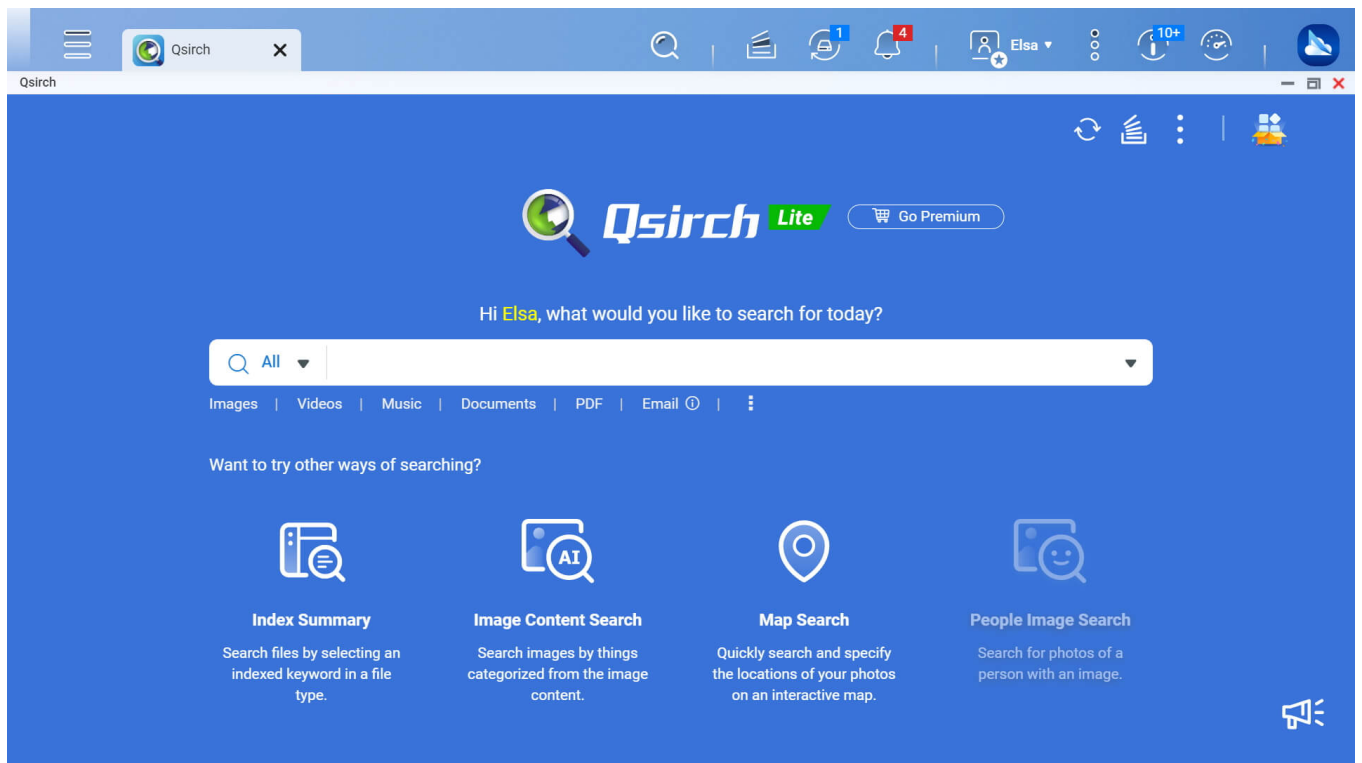 Qsirch
1
4
Elsa
10+
Qsirch
Qsirch Lite
Go Premium
Hi Elsa, what would you like to search for today?
All
Images | Videos | Music | Documents | PDF | Email |
Want to try other ways of searching?
AI
Index Summary
Search files by selecting an
indexed keyword in a file
type.
Image Content Search
Search images by things
categorized from the image
content.
Map Search
Quickly search and specify
the locations of your photos
on an interactive map.
People Image Search
Search for photos of a
person with an image.